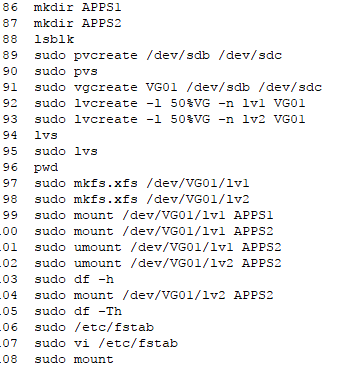 86 mkdir APPS1
87 mkdir APPS2
88 lsblk
89 sudo pvcreate /dev/sdb /dev/sdc
90 sudo pvs
91 sudo vgcreate VG01 /dev/sdb /dev/sdc
92 sudo lvcreate -l 50%VG -n lv1 VG01
93 sudo lvcreate -l 50%VG -n lv2 VG01
94 lvs
95 sudo lvs
96 pwd
97 sudo mkfs.xfs /dev/VG01/lv1
98 sudo mkfs.xfs /dev/VG01/lv2
99 sudo mount /dev/VG01/lv1 APPS1
00 sudo mount /dev/VG01/lv1 APPS2
01 sudo umount /dev/VG01/lv1 APPS2
02 sudo umount /dev/VG01/lv2 APPS2
03 sudo df -h
04 sudo mount /dev/VG01/lv2 APPS2
05 sudo df -Th
06 sudo /etc/fstab
07 sudo vi /etc/fstab
08 sudo mount